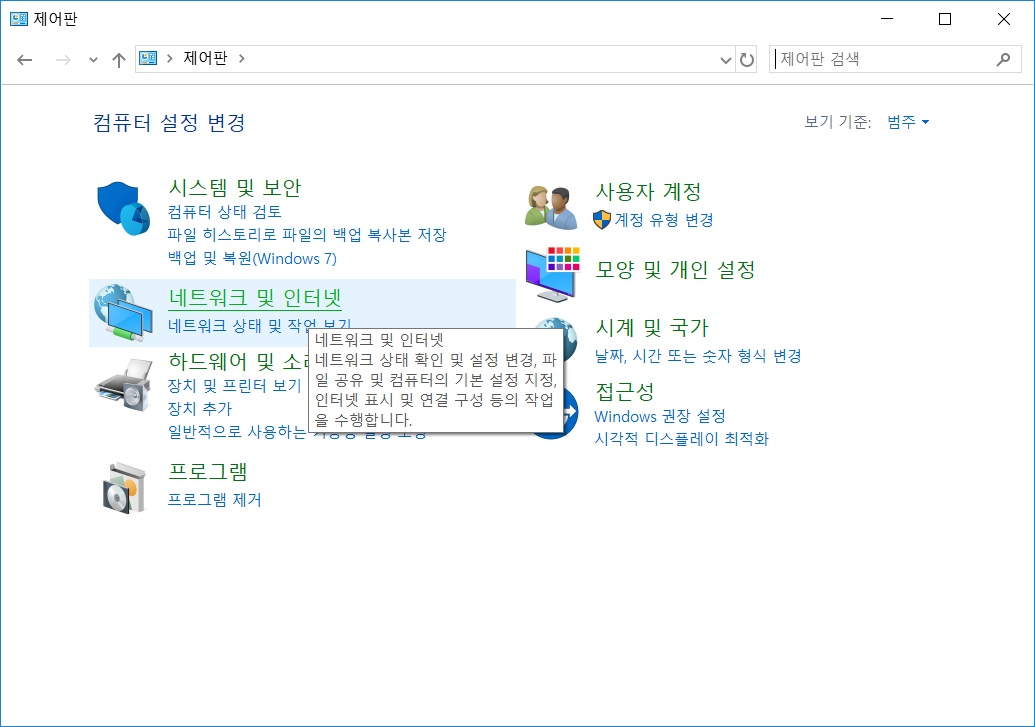 제어판
제어판
제어판 검색
컴퓨터 설정 변경
보기 기준: 범주
시스템 및 보안
컴퓨터 상태 검토
파일 히스토리로 파일의 백업 복사본 저장
백업 및 복원(Windows 7)
네트워크 및 인터넷
네트워크 상태 및 작업 보기
하드웨어 및
장치 및 프린터 보기
장치 추가
일반적으로 사용하는
프로그램
프로그램 제거
사용자 계정
계정 유형 변경
모양 및 개인 설정
시계 및 국가
날짜, 시간 또는 숫자 형식 변경
접근성
Windows 권장 설정
시각적 디스플레이 최적화
네트워크 및 인터넷
네트워크 상태 확인 및 설정 변경, 파
일 공유 및 컴퓨터의 기본 설정 지정,
인터넷 표시 및 연결 구성 등의 작업
을 수행합니다.